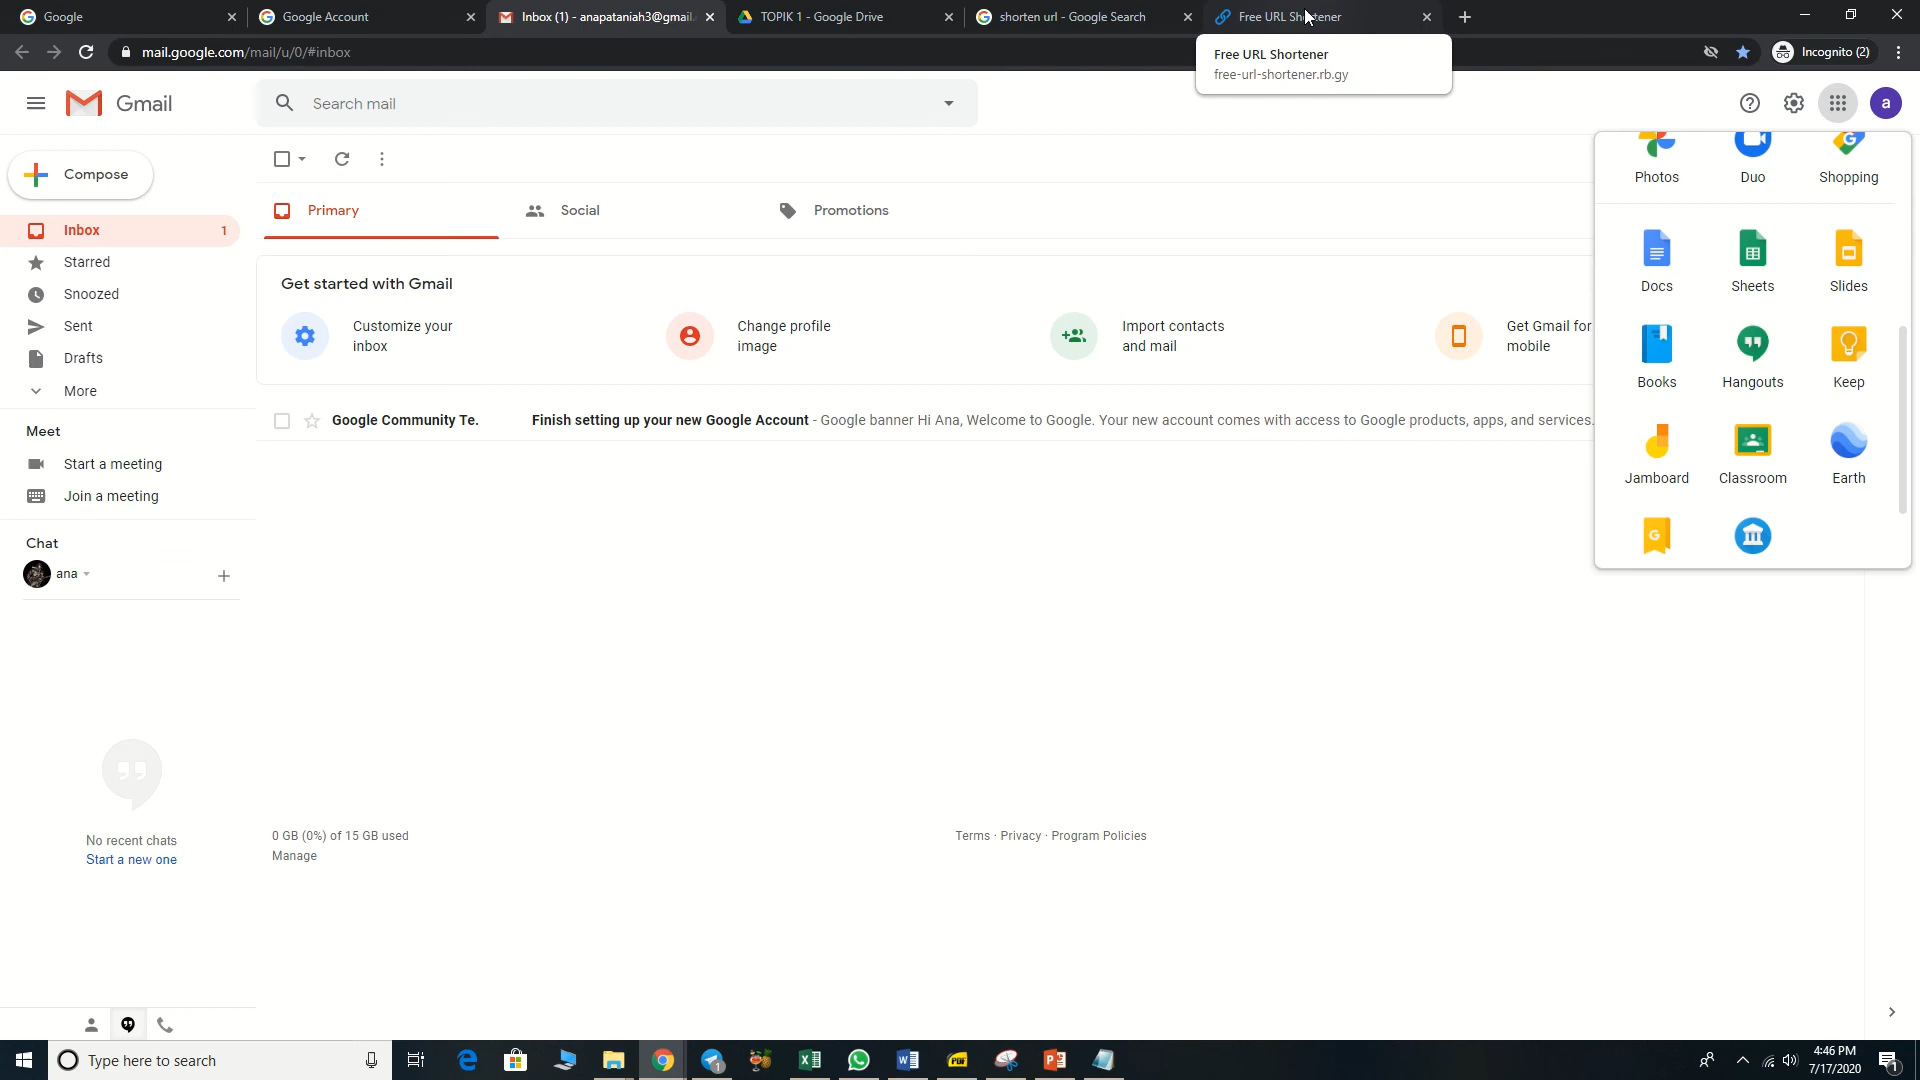 Google
Google Account
Inbox (1) - anapataniah3@gmail.
TOPIK 1 - Google Drive
shorten url - Google Search
Free URL Shortener
mail.google.com/mail/u/0/#inbox
Incognito (2)
Free URL Shortener
free-url-shortener.rb.gy
Gmail
Search mail
a
Compose
Inbox 1
Starred
Snoozed
Sent
Drafts
More
Meet
Start a meeting
Join a meeting
Chat
ana
No recent chats
Start a new one
Primary
Social
Promotions
Get started with Gmail
Customize your
inbox
Change profile
image
Import contacts
and mail
Get Gmail for
mobile
Google Community Te. Finish setting up your new Google Account - Google banner Hi Ana, Welcome to Google. Your new account comes with access to Google products, apps, and services.
0 GB (0%) of 15 GB used
Manage
Terms · Privacy · Program Policies
Photos Duo Shopping
Docs Sheets Slides
Books Hangouts Keep
Jamboard Classroom Earth
Type here to search
4:46 PM
7/17/2020